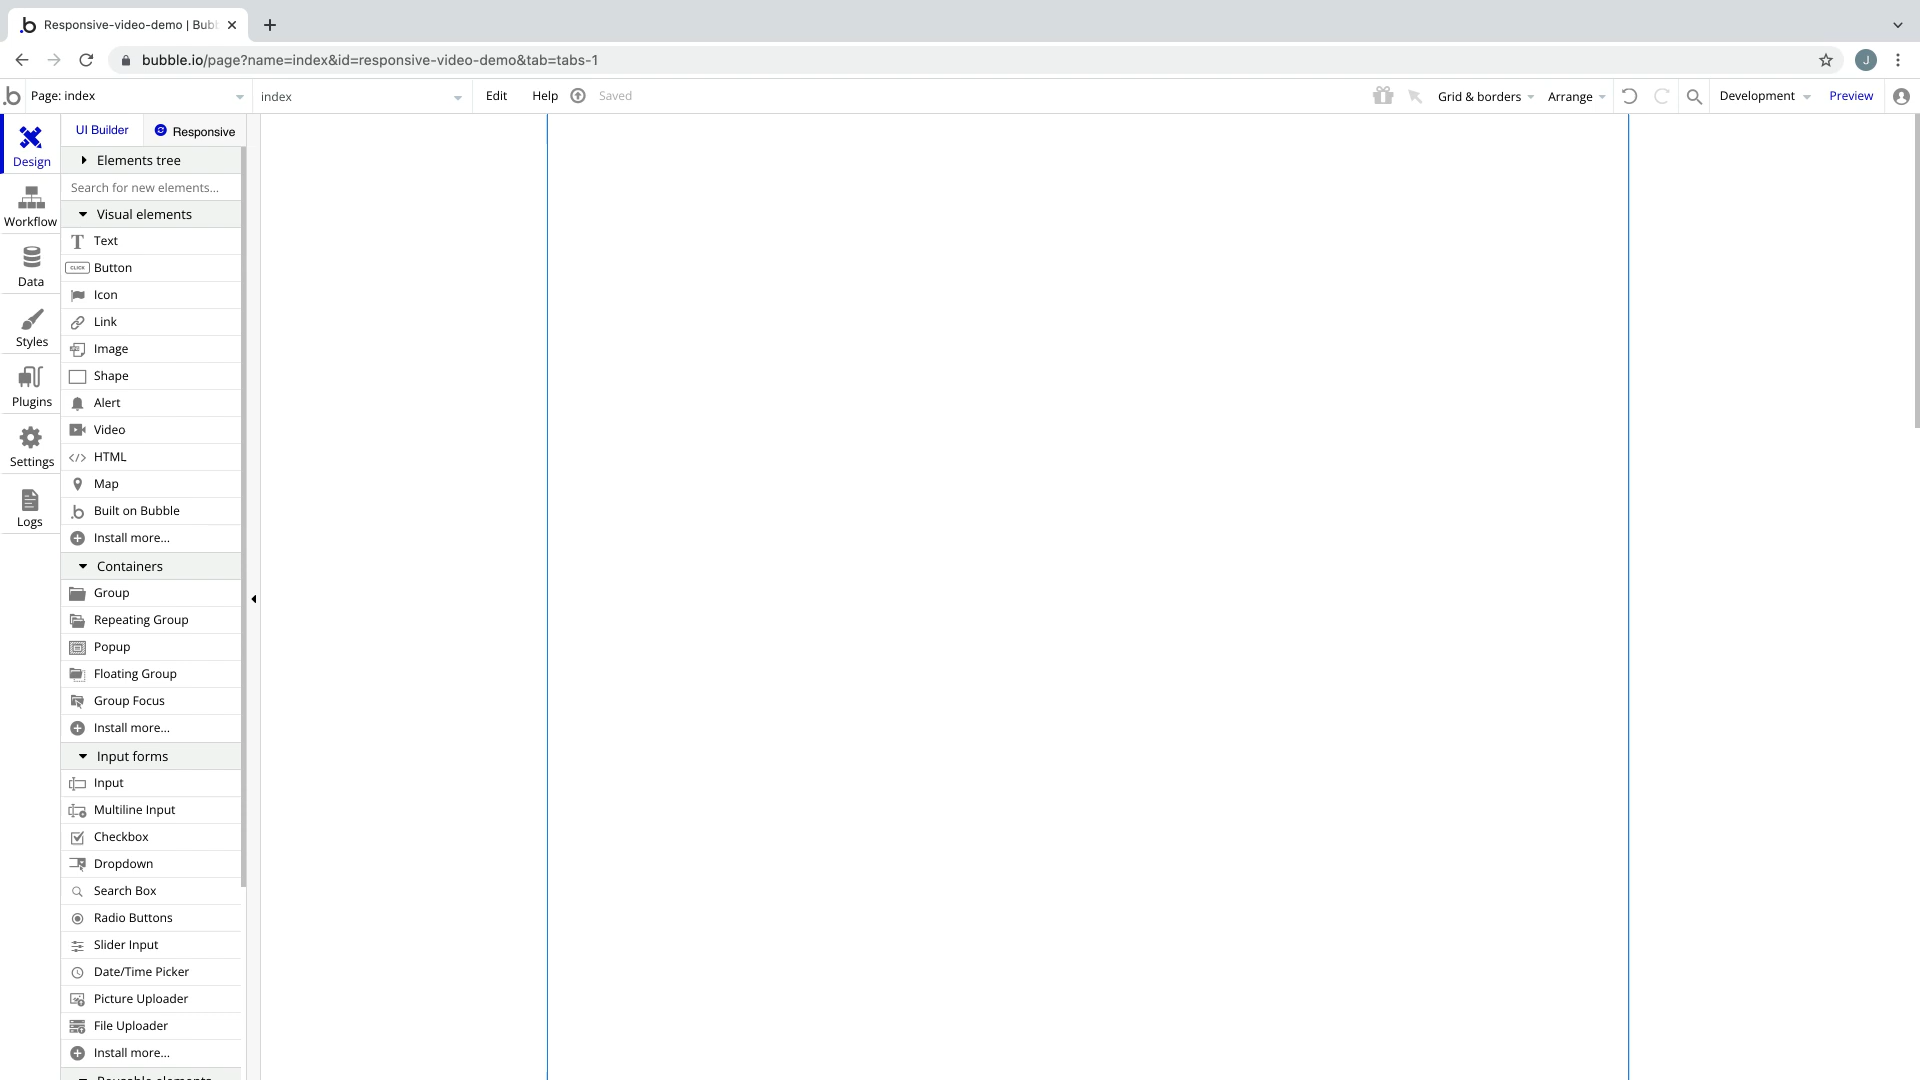 Responsive-video-demo | Bub
bubble.io/page?name=index&id=responsive-video-demo&tab=tabs-1
J
Page: index
index
Edit
Help
Saved
Grid & borders
Arrange
Development
Preview
Design
Workflow
Data
Styles
Plugins
Settings
Logs
UI Builder
Responsive
Elements tree
Search for new elements...
Visual elements
Text
CLICK
Button
Icon
Link
Image
Shape
Alert
Video
HTML
Map
Built on Bubble
Install more...
Containers
Group
Repeating Group
Popup
Floating Group
Group Focus
Install more...
Input forms
Input
Multiline Input
Checkbox
Dropdown
Search Box
Radio Buttons
Slider Input
Date/Time Picker
Picture Uploader
File Uploader
Install more...
Reusable elements